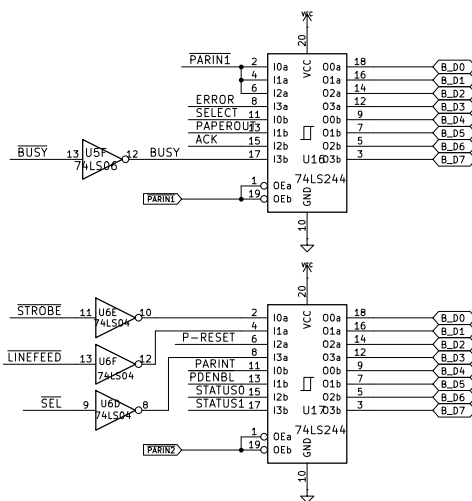 VCC
20
PARIN1 2 I0a VCC O0a 18 B_D0
4 I1a O1a 16 B_D1
6 I2a O2a 14 B_D2
ERROR 8 I3a O3a 12 B_D3
SELECT 11 I0b O0b 9 B_D4
PAPEROUT 13 I1b O1b 7 B_D5
ACK 15 I2b O2b 5 B_D6
BUSY 13 U5F 12 BUSY 17 I3b U16 O3b 3 B_D7
74LS06
74LS244
1 OEa
PARIN1 19 OEb GND
10
VCC
20
STROBE 11 U6E 10 2 I0a VCC O0a 18 B_D0
74LS04
4 I1a O1a 16 B_D1
P-RESET 6 I2a O2a 14 B_D2
LINEFEED 13 U6F 12 8 I3a O3a 12 B_D3
74LS04
PARINT 11 I0b O0b 9 B_D4
PDENBL 13 I1b O1b 7 B_D5
STATUS0 15 I2b O2b 5 B_D6
SEL 9 U6D 8 STATUS1 17 I3b U17 O3b 3 B_D7
74LS04
74LS244
1 OEa
PARIN2 19 OEb GND
10